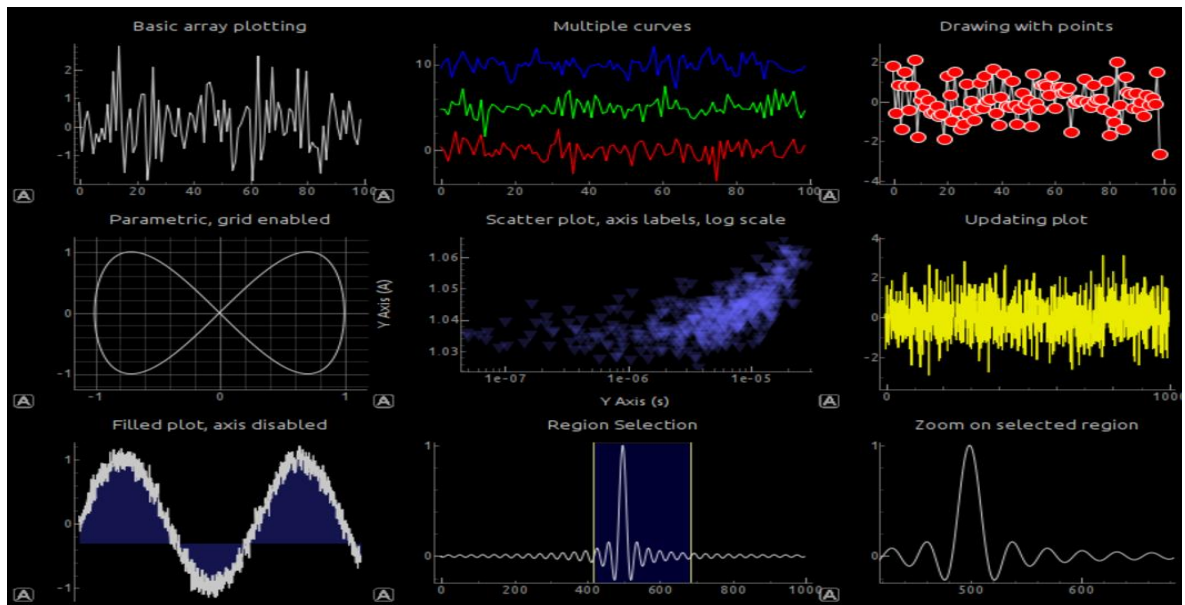 Basic array plotting
Multiple curves
Drawing with points
2
1
0
-1
0 20 40 60 80 100
10
0
0 20 40 60 80 100
2
0
-2
-4
0 20 40 60 80 100
A
A
A
Parametric, grid enabled
Scatter plot, axis labels, log scale
Updating plot
1
0
-1
-1 0 1
Y Axis (A)
1.06
1.05
1.04
1.03
1e-07 1e-06 1e-05
Y Axis (s)
4
2
0
-2
0 1000
A
A
A
Filled plot, axis disabled
Region Selection
Zoom on selected region
1
0
-1
1
0
0 200 400 600 800 1000
1
0
500 600
A
A
A